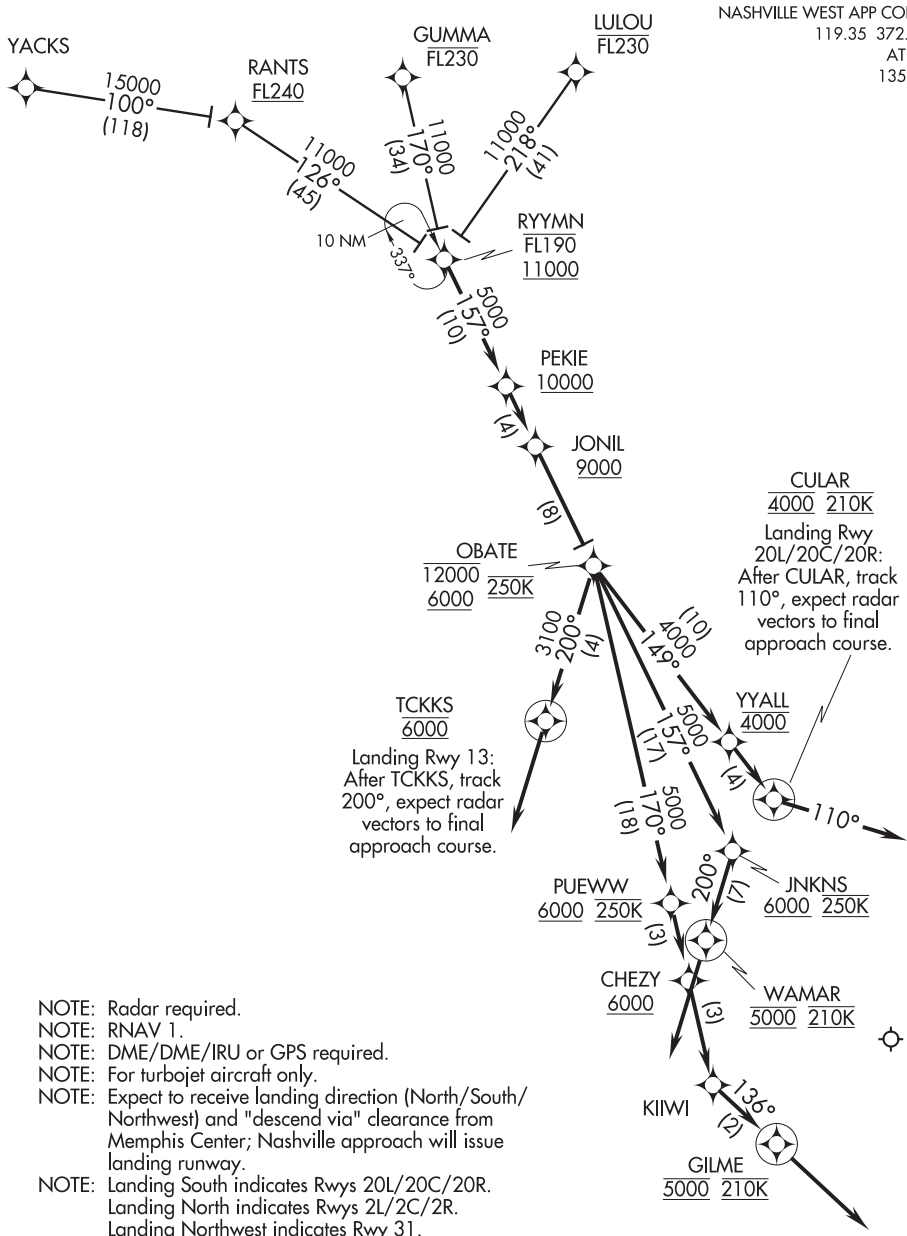 NASHVILLE WEST APP CO
119.35 372.
AT
135
YACKS
15000
100°
(118)
RANTS
FL240
11000
126°
(45)
GUMMA
FL230
11000
170°
(34)
LULOU
FL230
11000
218°
(41)
10 NM
337°
RYYMN
FL190
11000
5000
157°
(10)
PEKIE
10000
(4)
JONIL
9000
(8)
OBATE
12000 250K
6000
3100
200°
(4)
TCKKS
6000
Landing Rwy 13:
After TCKKS, track
200°, expect radar
vectors to final
approach course.
(10)
4000
149°
YYALL
4000
(4)
CULAR
4000 210K
Landing Rwy
20L/20C/20R:
After CULAR, track
110°, expect radar
vectors to final
approach course.
110°
5000
157°
(17)
5000
170°
(18)
JNKNS
6000 250K
200°
(7)
PUEWW
6000 250K
(3)
CHEZY
6000
WAMAR
5000 210K
(3)
KIIWI
136°
(2)
GILME
5000 210K
NOTE: Radar required.
NOTE: RNAV 1.
NOTE: DME/DME/IRU or GPS required.
NOTE: For turbojet aircraft only.
NOTE: Expect to receive landing direction (North/South/
Northwest) and "descend via" clearance from
Memphis Center; Nashville approach will issue
landing runway.
NOTE: Landing South indicates Rwys 20L/20C/20R.
Landing North indicates Rwys 2L/2C/2R.
Landing Northwest indicates Rwy 31.